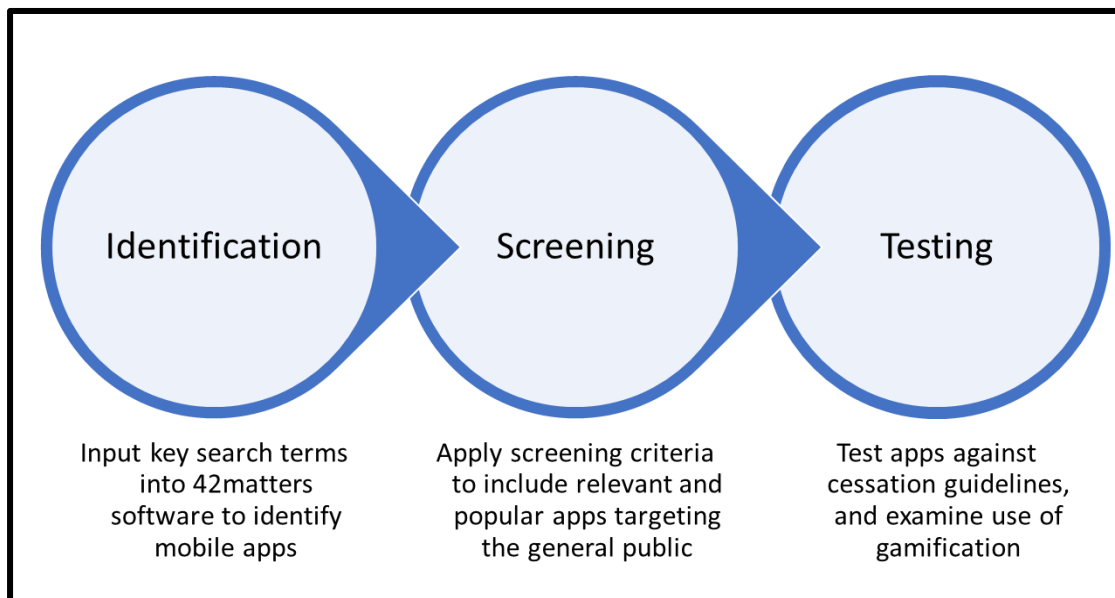 Identification
Screening
Testing
Input key search terms
into 42matters
software to identify
mobile apps
Apply screening criteria
to include relevant and
popular apps targeting
the general public
Test apps against
cessation guidelines,
and examine use of
gamification